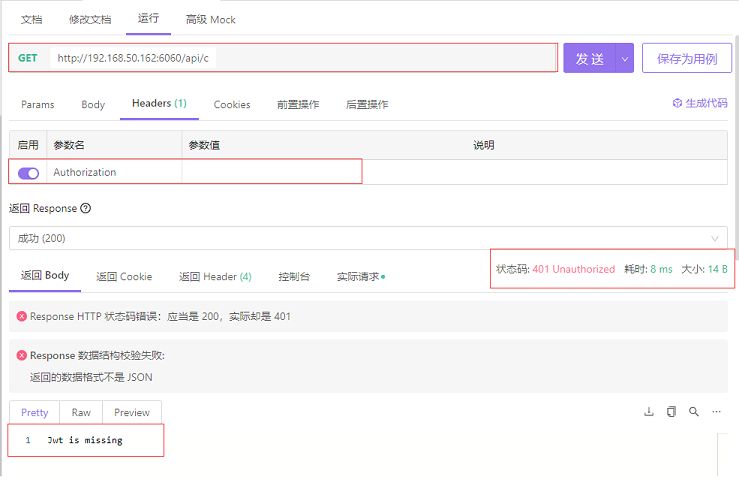 文档 修改文档 运行 高级 Mock
GET http://192.168.50.162:6060/api/c 发 送 保存为用例
Params Body Headers (1) Cookies 前置操作 后置操作 生成代码
启用 参数名 参数值 说明
Authorization
返回 Response
成功 (200)
返回 Body 返回 Cookie 返回 Header (4) 控制台 实际请求 状态码: 401 Unauthorized 耗时: 8 ms 大小: 14 B
Response HTTP 状态码错误：应当是 200，实际却是 401
Response 数据结构校验失败:
返回的数据格式不是 JSON
Pretty Raw Preview
1 Jwt is missing